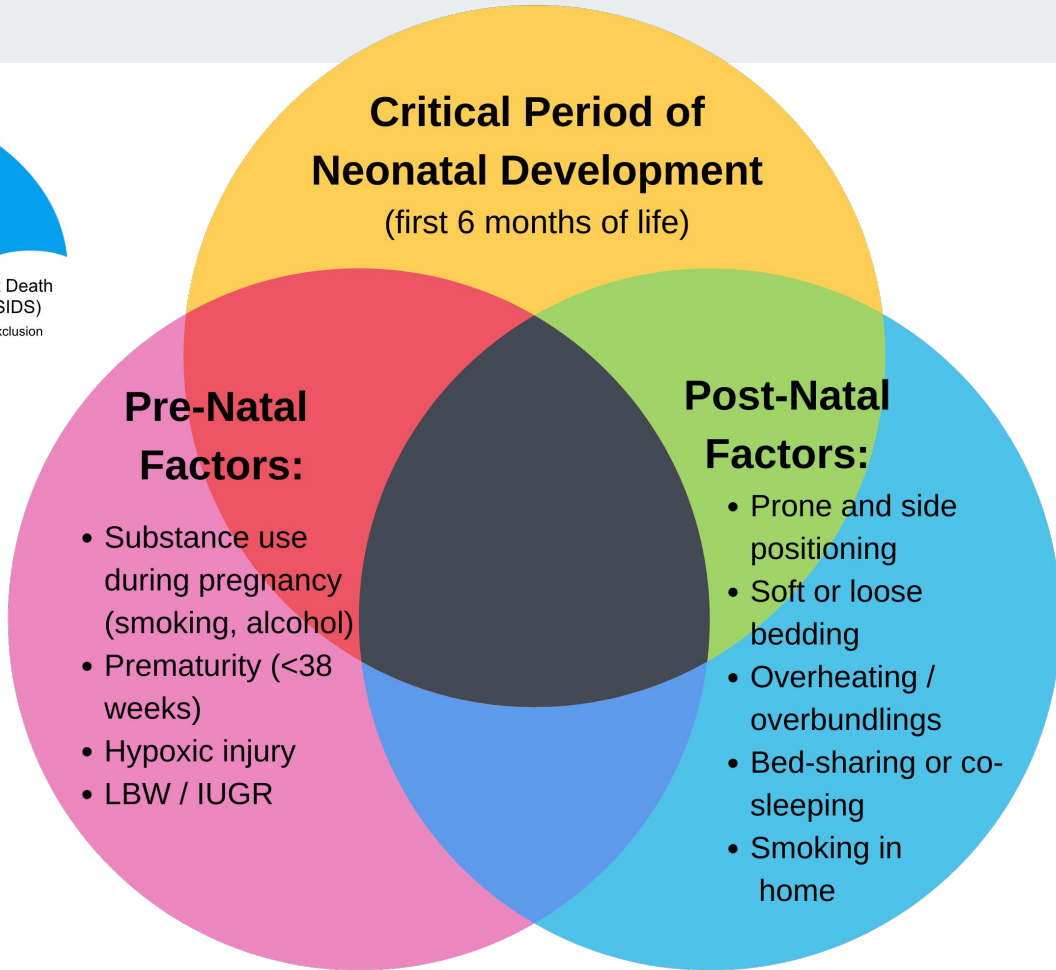 Critical Period of
Neonatal Development
(first 6 months of life)
Death
SIDS)
Pre-Natal
Factors:
• Substance use
during pregnancy
(smoking, alcohol)
• Prematurity (<38
weeks)
• Hypoxic injury
• LBW / IUGR
Post-Natal
Factors:
• Prone and side
positioning
• Soft or loose
bedding
• Overheating /
overbundlings
• Bed-sharing or co-
sleeping
• Smoking in
home